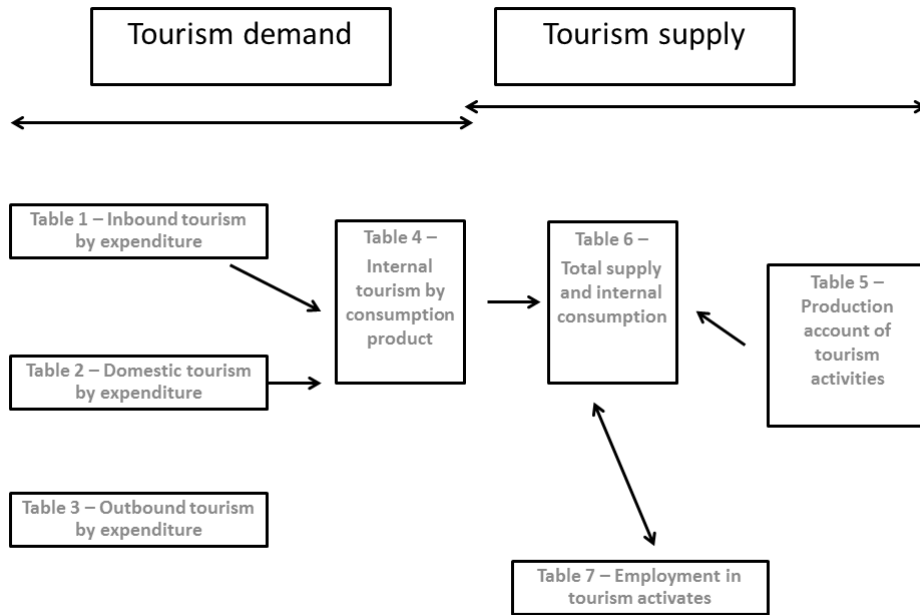 Tourism demand
Tourism supply
Table 1 – Inbound tourism
by expenditure
Table 4 –
Internal
tourism by
consumption
product
Table 6 –
Total supply
and internal
consumption
Table 5 –
Production
account of
tourism
activities
Table 2 – Domestic tourism
by expenditure
Table 3 – Outbound tourism
by expenditure
Table 7 – Employment in
tourism activates